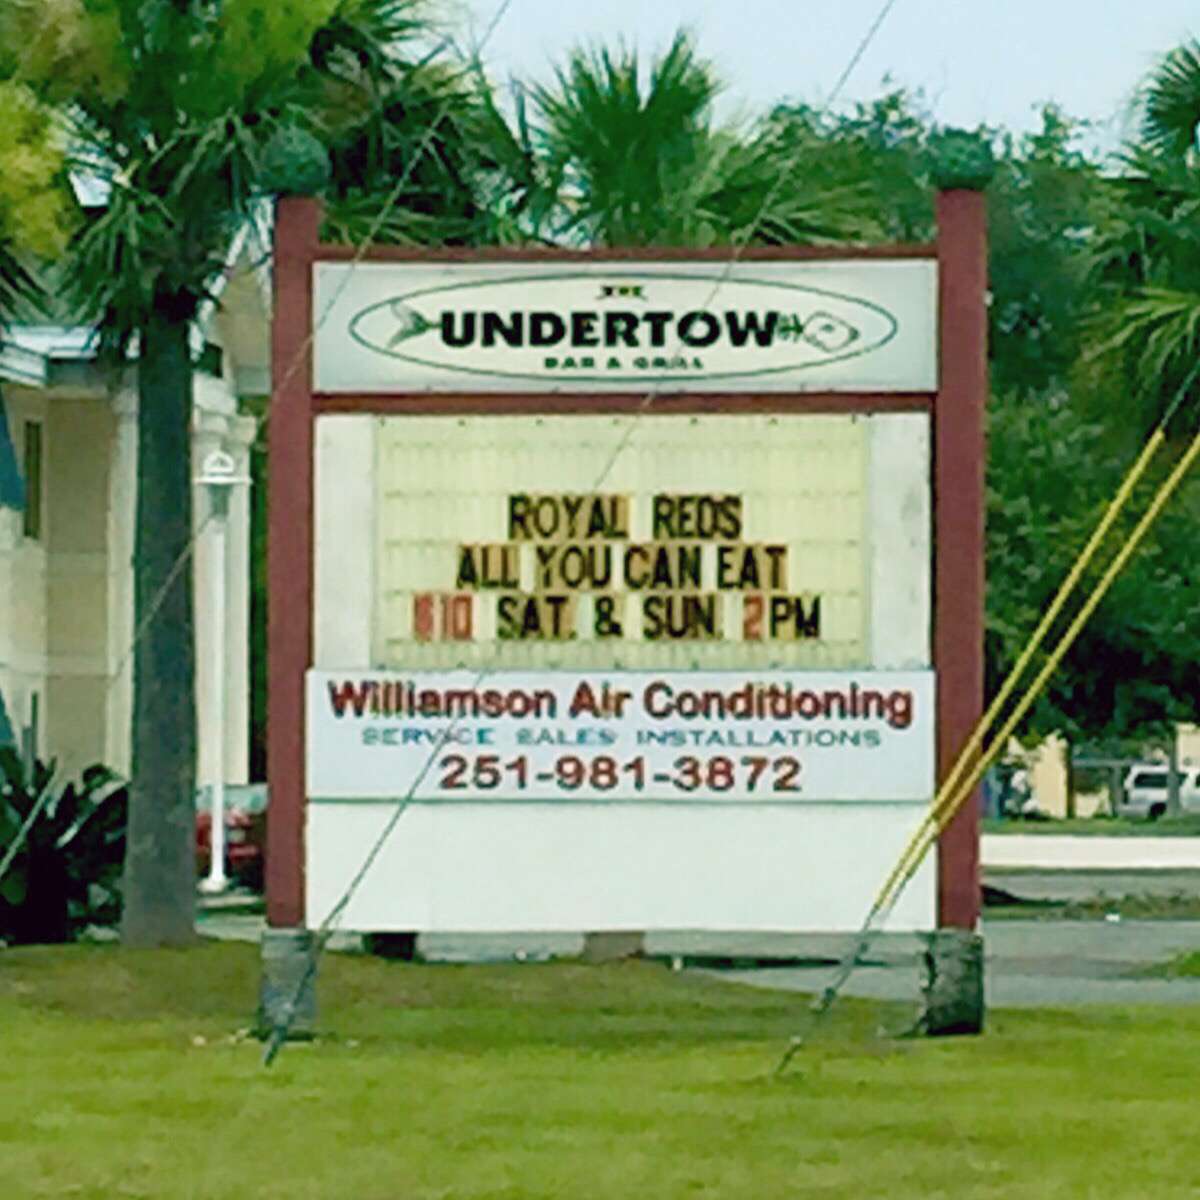 THE
UNDERTOW
BAR & GRILL
ROYAL REDS
ALL YOU CAN EAT
$10 SAT. & SUN. 2PM
Williamson Air Conditioning
SERVICE SALES INSTALLATIONS
251-981-3872